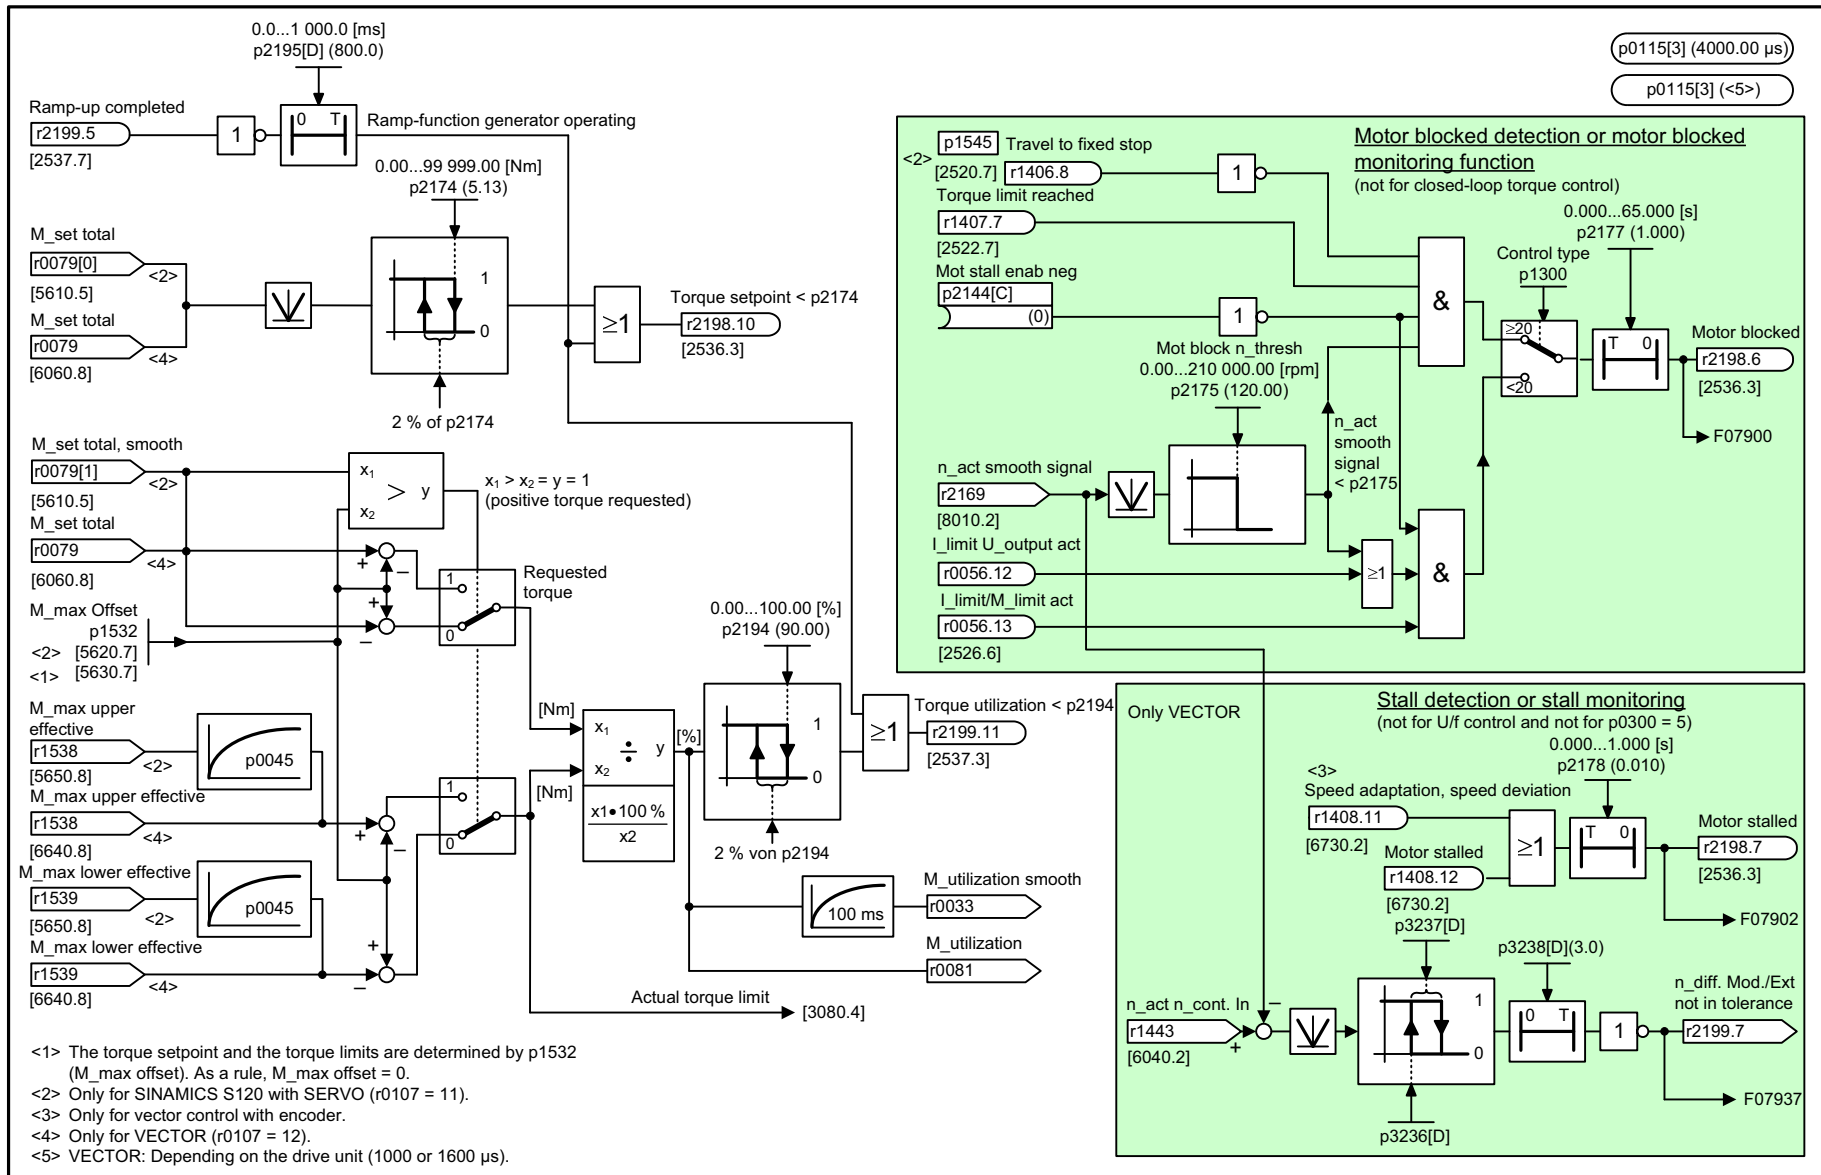 0.0...1 000.0 [ms]
p2195[D] (800.0)
Ramp-up completed
r2199.5
[2537.7]
1
0 T
Ramp-function generator operating
0.00...99 999.00 [Nm]
p2174 (5.13)
M_set total
r0079[0]
<2>
[5610.5]
M_set total
r0079
<4>
[6060.8]
1
0
2 % of p2174
≥1
Torque setpoint < p2174
r2198.10
[2536.3]
M_set total, smooth
r0079[1]
<2>
[5610.5]
M_set total
r0079
<4>
[6060.8]
x1
> y
x2
x1 > x2 = y = 1
(positive torque requested)
+
–
+
–
1
0
Requested
torque
M_max Offset
p1532
<2> [5620.7]
<1> [5630.7]
M_max upper
effective
r1538
<2>
[5650.8]
p0045
M_max upper effective
r1538
<4>
[6640.8]
M_max lower effective
r1539
<2>
[5650.8]
p0045
M_max lower effective
r1539
<4>
[6640.8]
+
–
+
–
1
0
[Nm]
[Nm]
x1
÷ y
x2
x1•100 %
x2
[%]
0.00...100.00 [%]
p2194 (90.00)
1
0
2 % von p2194
≥1
Torque utilization < p2194
r2199.11
[2537.3]
100 ms
M_utilization smooth
r0033
M_utilization
r0081
Actual torque limit
[3080.4]
<1> The torque setpoint and the torque limits are determined by p1532
(M_max offset). As a rule, M_max offset = 0.
<2> Only for SINAMICS S120 with SERVO (r0107 = 11).
<3> Only for vector control with encoder.
<4> Only for VECTOR (r0107 = 12).
<5> VECTOR: Depending on the drive unit (1000 or 1600 µs).
p0115[3] (4000.00 µs)
p0115[3] (<5>)
Motor blocked detection or motor blocked
monitoring function
(not for closed-loop torque control)
p1545
Travel to fixed stop
<2>
[2520.7]
r1406.8
1
Torque limit reached
r1407.7
[2522.7]
Mot stall enab neg
p2144[C]
(0)
1
Mot block n_thresh
0.00...210 000.00 [rpm]
p2175 (120.00)
n_act smooth signal
r2169
[8010.2]
n_act
smooth
signal
< p2175
I_limit U_output act
r0056.12
I_limit/M_limit act
r0056.13
[2526.6]
≥1
&
&
Control type
p1300
≥20
<20
0.000...65.000 [s]
p2177 (1.000)
T 0
Motor blocked
r2198.6
[2536.3]
F07900
Only VECTOR
Stall detection or stall monitoring
(not for U/f control and not for p0300 = 5)
0.000...1.000 [s]
p2178 (0.010)
<3>
Speed adaptation, speed deviation
r1408.11
[6730.2]
Motor stalled
r1408.12
[6730.2]
≥1
T 0
Motor stalled
r2198.7
[2536.3]
F07902
p3237[D]
p3238[D](3.0)
n_act n_cont. In
r1443
[6040.2]
–
+
1
0
p3236[D]
0 T
1
n_diff. Mod./Ext
not in tolerance
r2199.7
F07937